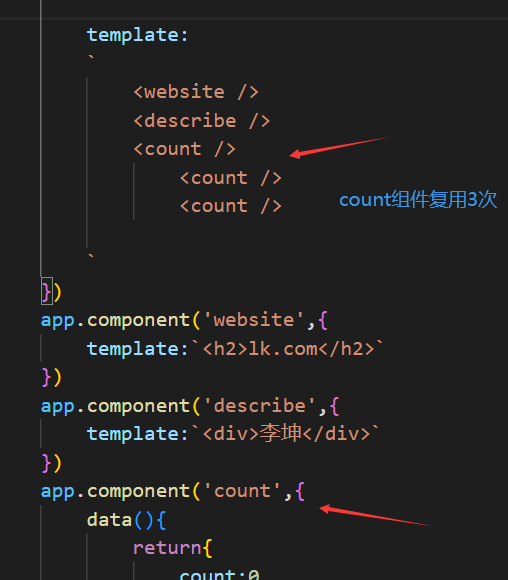 template:
`
<website />
<describe />
<count />
<count />
<count />
count组件复用3次
`
})
app.component('website',{
template:`<h2>lk.com</h2>`
})
app.component('describe',{
template:`<div>李坤</div>`
})
app.component('count',{
data(){
return{
count:0